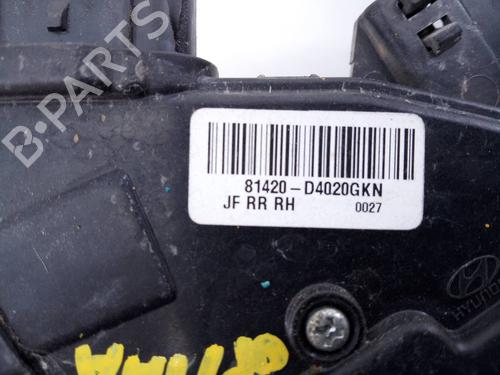 B-PARTS
81420-D4020GKN
JF RR RH 0027
HYUNDAI